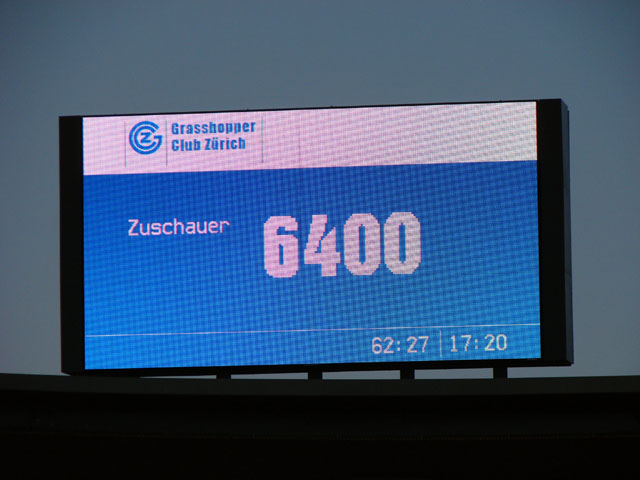 Grasshopper
Club Zürich
Zuschauer 6400
62:27 17:20